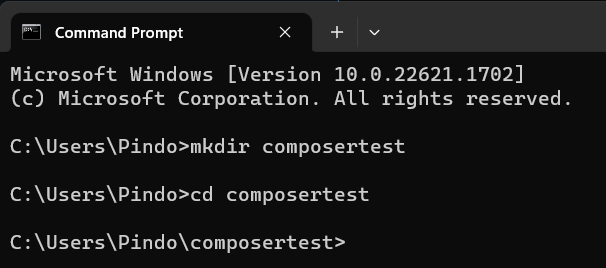 Command Prompt
Microsoft Windows [Version 10.0.22621.1702]
(c) Microsoft Corporation. All rights reserved.
C:\Users\Pindo>mkdir composertest
C:\Users\Pindo>cd composertest
C:\Users\Pindo\composertest>